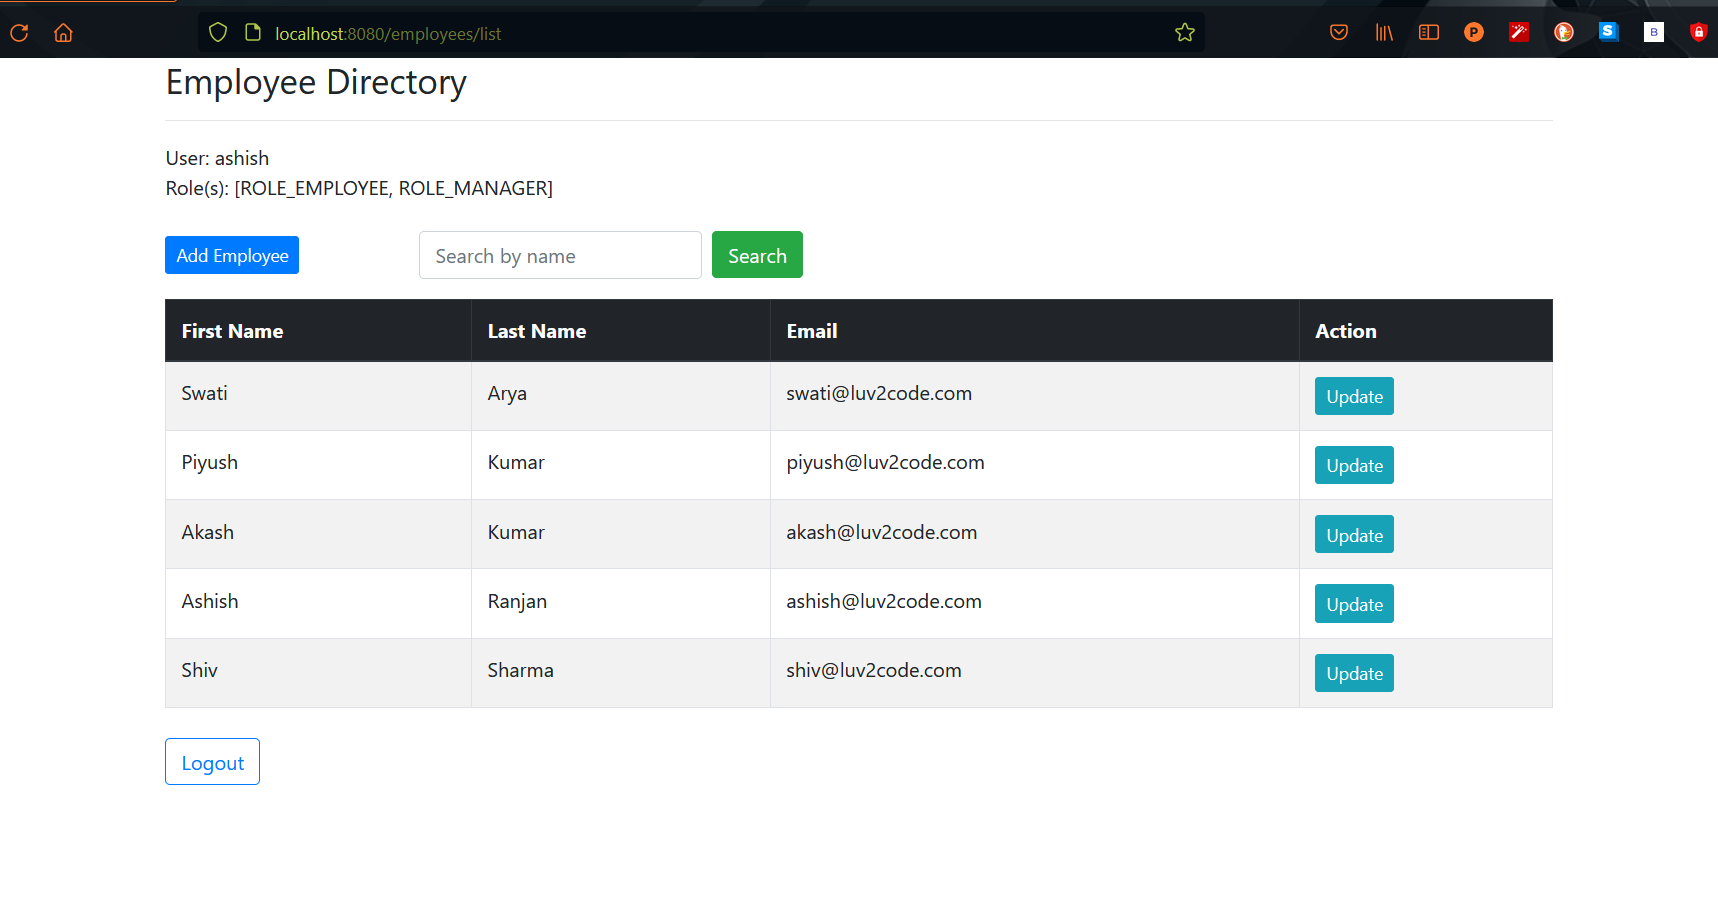 localhost:8080/employees/list
Employee Directory
User: ashish
Role(s): [ROLE_EMPLOYEE, ROLE_MANAGER]
Add Employee Search by name Search
First Name Last Name Email Action
Swati Arya swati@luv2code.com Update
Piyush Kumar piyush@luv2code.com Update
Akash Kumar akash@luv2code.com Update
Ashish Ranjan ashish@luv2code.com Update
Shiv Sharma shiv@luv2code.com Update
Logout